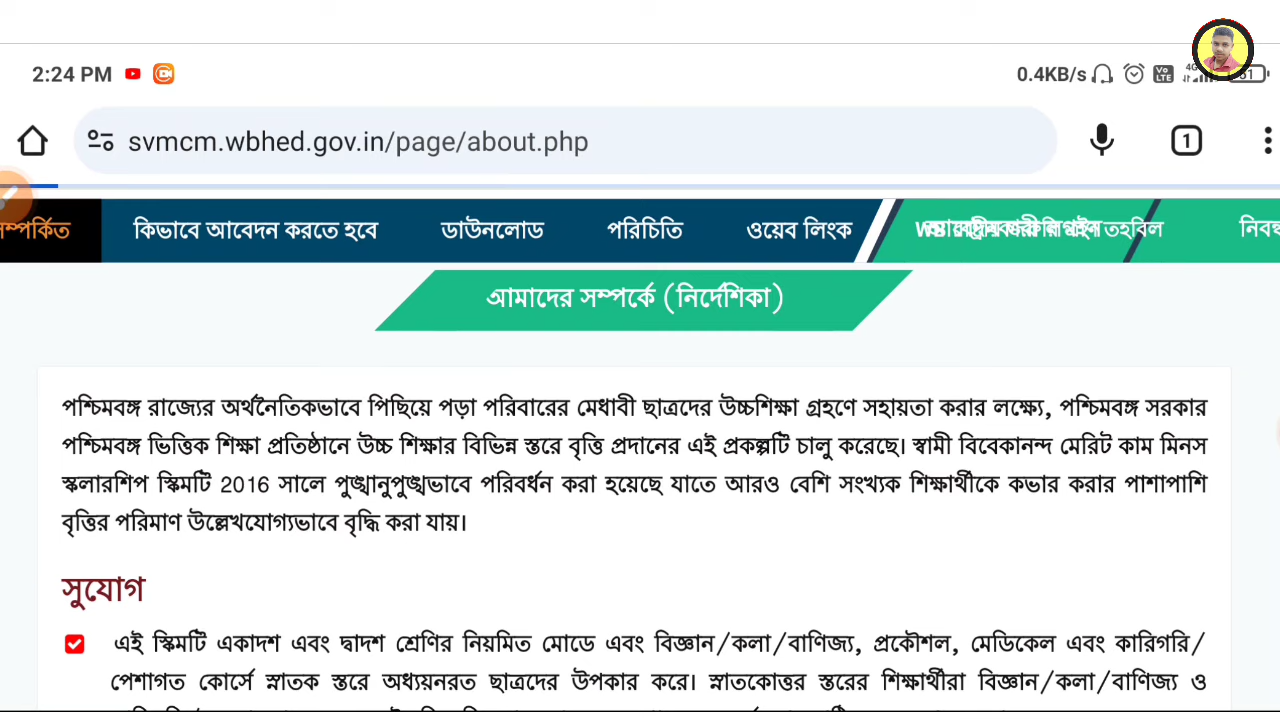 2:24 PM
0.4KB/s
Vo LTE 4G
svmcm.wbhed.gov.in/page/about.php
1
কিভাবে আবেদন করতে হবে ডাউনলোড পরিচিতি ওয়েব লিংক
আমাদের সম্পর্কে (নির্দেশিকা)
পশ্চিমবঙ্গ রাজ্যের অর্থনৈতিকভাবে পিছিয়ে পড়া পরিবারের মেধাবী ছাত্রদের উচ্চশিক্ষা গ্রহণে সহায়তা করার লক্ষ্যে, পশ্চিমবঙ্গ সরকার
পশ্চিমবঙ্গ ভিত্তিক শিক্ষা প্রতিষ্ঠানে উচ্চ শিক্ষার বিভিন্ন স্তরে বৃত্তি প্রদানের এই প্রকল্পটি চালু করেছে। স্বামী বিবেকানন্দ মেরিট কাম মিনস
স্কলারশিপ স্কিমটি 2016 সালে পুঙ্খানুপুঙ্খভাবে পরিবর্ধন করা হয়েছে যাতে আরও বেশি সংখ্যক শিক্ষার্থীকে কভার করার পাশাপাশি
বৃত্তির পরিমাণ উল্লেখযোগ্যভাবে বৃদ্ধি করা যায়।
সুযোগ
এই স্কিমটি একাদশ এবং দ্বাদশ শ্রেণির নিয়মিত মোডে এবং বিজ্ঞান/কলা/বাণিজ্য, প্রকৌশল, মেডিকেল এবং কারিগরি/
পেশাগত কোর্সে স্নাতক স্তরে অধ্যয়নরত ছাত্রদের উপকার করে। স্নাতকোত্তর স্তরের শিক্ষার্থীরা বিজ্ঞান/কলা/বাণিজ্য ও